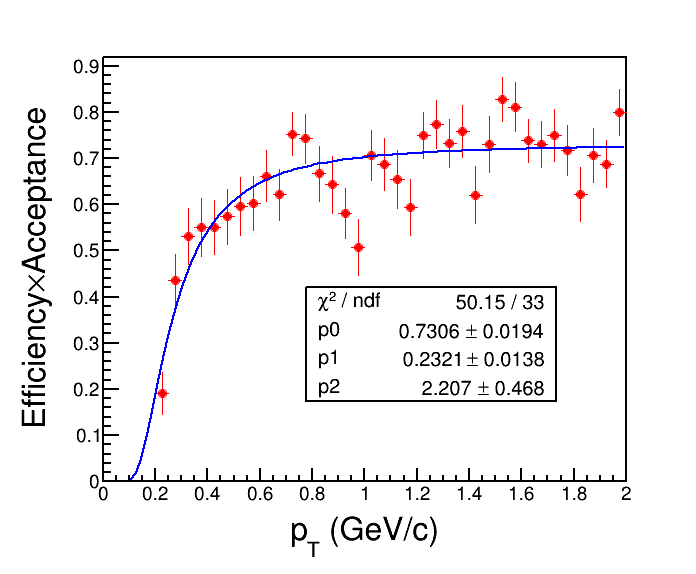 Efficiency×Acceptance
0.9
0.8
0.7
0.6
0.5
0.4
0.3
0.2
0.1
0
χ² / ndf 50.15 / 33
p0 0.7306 ± 0.0194
p1 0.2321 ± 0.0138
p2 2.207 ± 0.468
0 0.2 0.4 0.6 0.8 1 1.2 1.4 1.6 1.8 2
p_T (GeV/c)